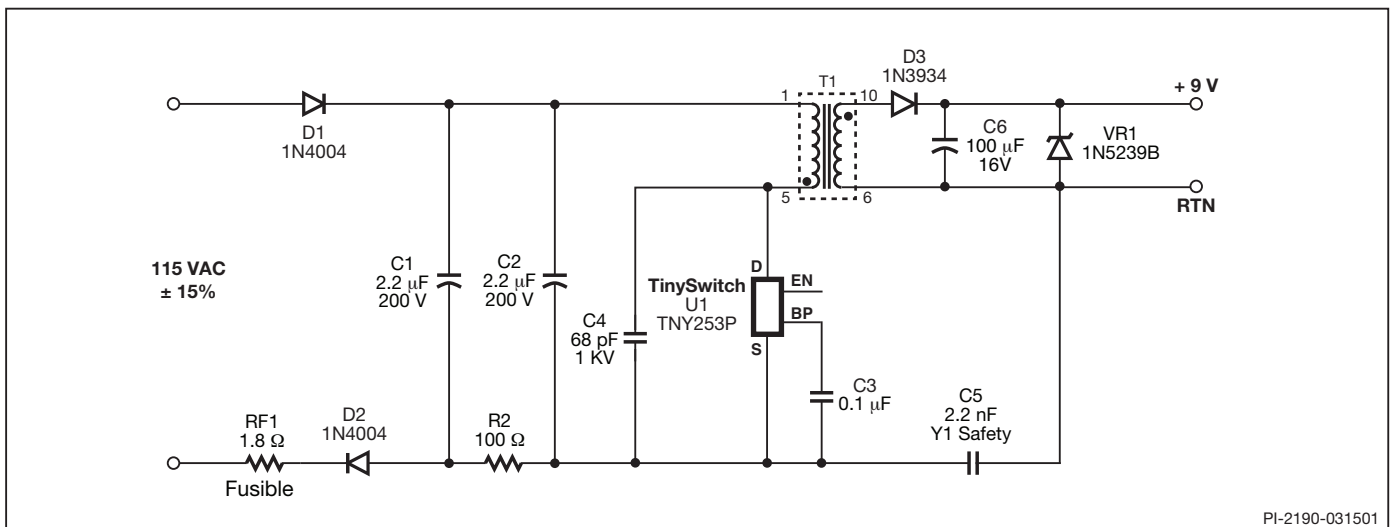 D3
1N3934
T1
+ 9 V
1
10
D1
1N4004
C6
100 µF
16V
VR1
1N5239B
5
6
RTN
115 VAC
± 15%
C1
2.2 µF
200 V
C2
2.2 µF
200 V
D
TinySwitch
U1
TNY253P
EN
BP
S
C4
68 pF
1 KV
C3
0.1 µF
RF1
1.8 Ω
Fusible
D2
1N4004
R2
100 Ω
C5
2.2 nF
Y1 Safety
PI-2190-031501